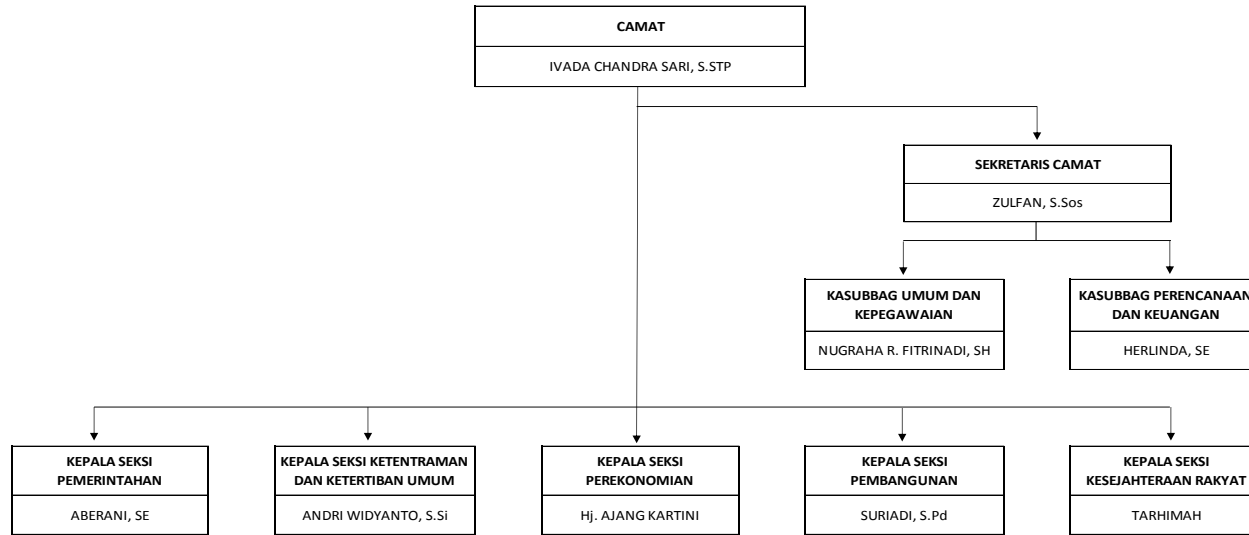 CAMAT
IVADA CHANDRA SARI, S.STP
SEKRETARIS CAMAT
ZULFAN, S.Sos
KASUBBAG UMUM DAN
KEPEGAWAIAN
NUGRAHA R. FITRINADI, SH
KASUBBAG PERENCANAAN
DAN KEUANGAN
HERLINDA, SE
KEPALA SEKSI
PEMERINTAHAN
ABERANI, SE
KEPALA SEKSI KETENTRAMAN
DAN KETERTIBAN UMUM
ANDRI WIDYANTO, S.Si
KEPALA SEKSI
PEREKONOMIAN
Hj. AJANG KARTINI
KEPALA SEKSI
PEMBANGUNAN
SURIADI, S.Pd
KEPALA SEKSI
KESEJAHTERAAN RAKYAT
TARHIMAH